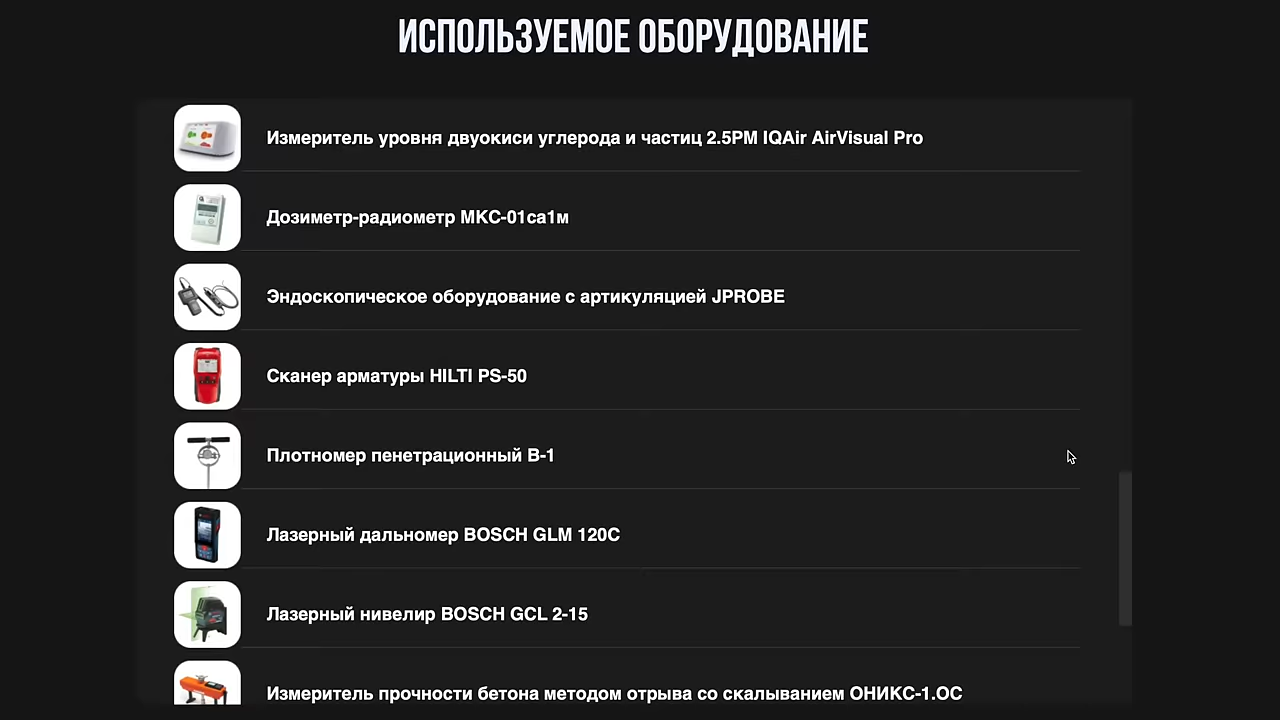 ИСПОЛЬЗУЕМОЕ ОБОРУДОВАНИЕ
Измеритель уровня двуокиси углерода и частиц 2.5PM IQAir AirVisual Pro
Дозиметр-радиометр МКС-01са1м
Эндоскопическое оборудование с артикуляцией JPROBE
Сканер арматуры HILTI PS-50
Плотномер пенетрационный В-1
Лазерный дальномер BOSCH GLM 120C
Лазерный нивелир BOSCH GCL 2-15
Измеритель прочности бетона методом отрыва со скалыванием ОНИКС-1.ОС